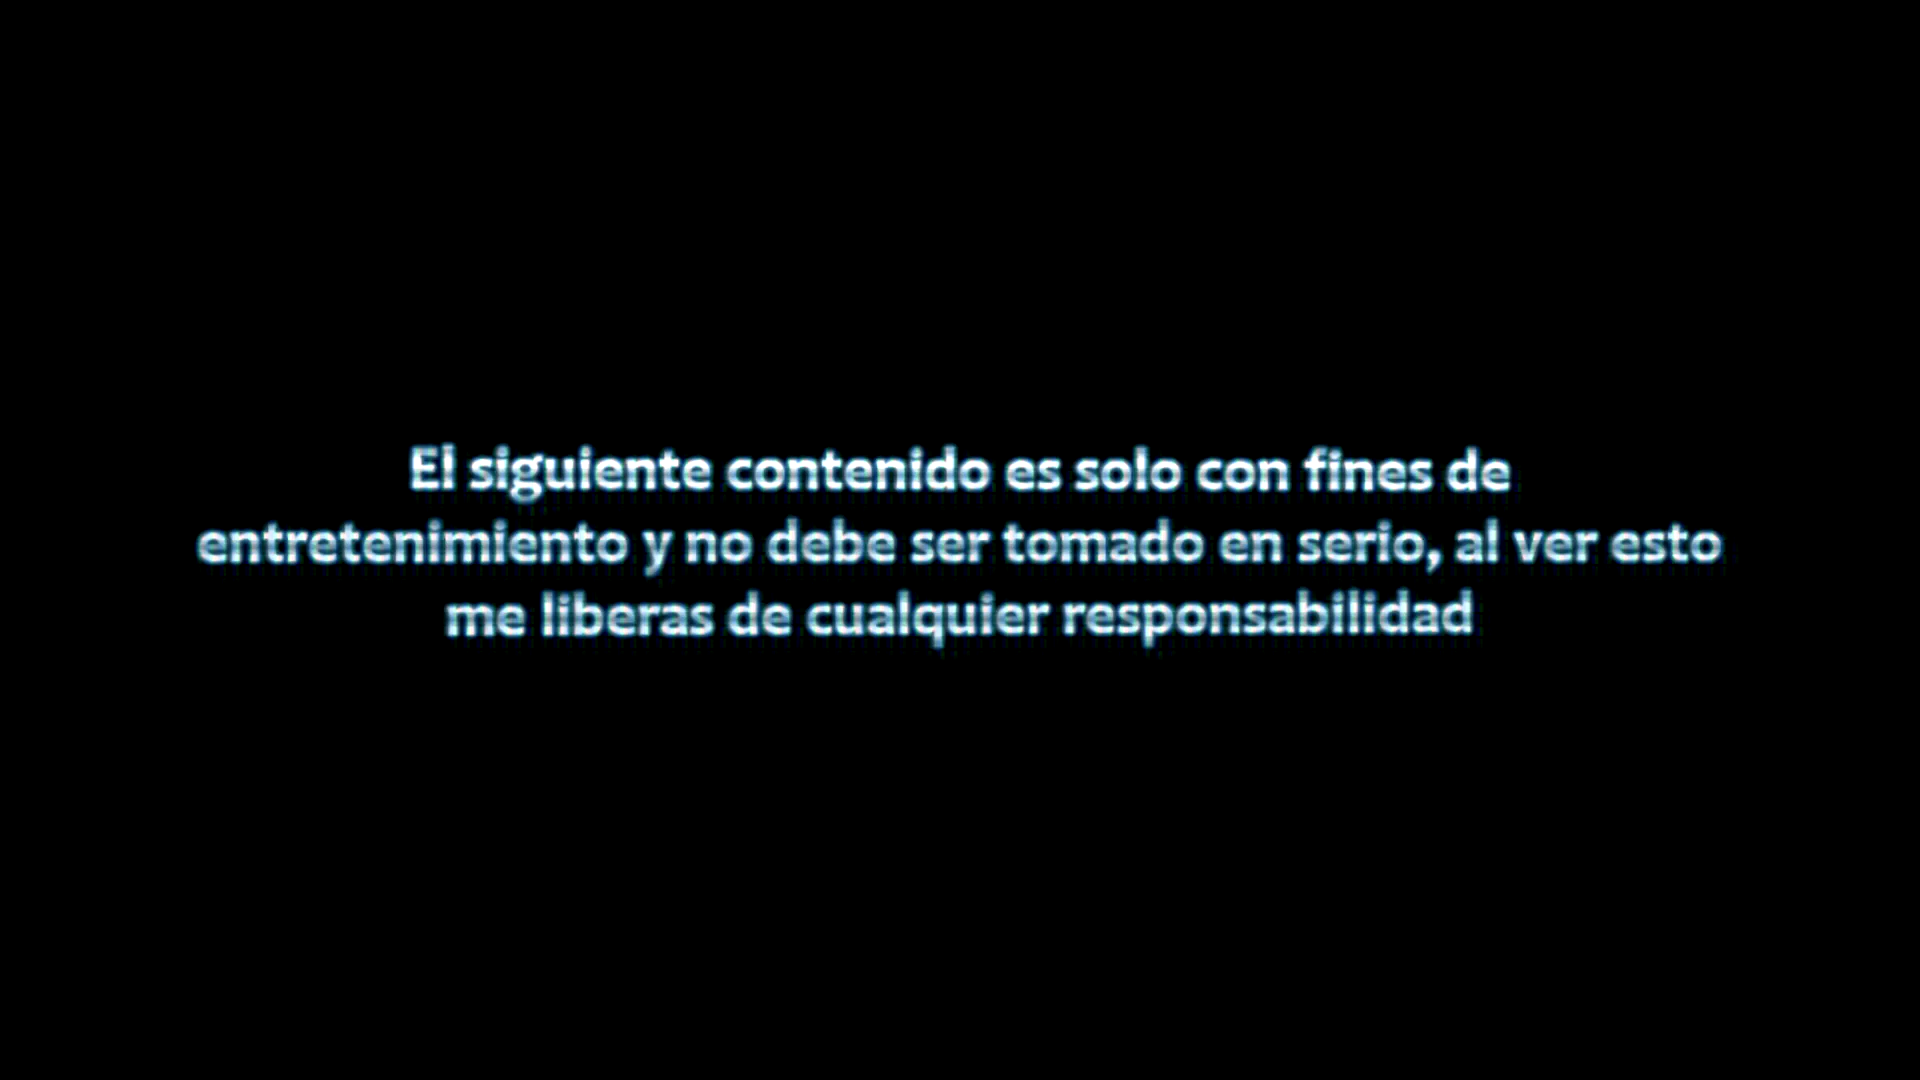 El siguiente contenido es solo con fines de
entretenimiento y no debe ser tomado en serio, al ver esto
me liberas de cualquier responsabilidad